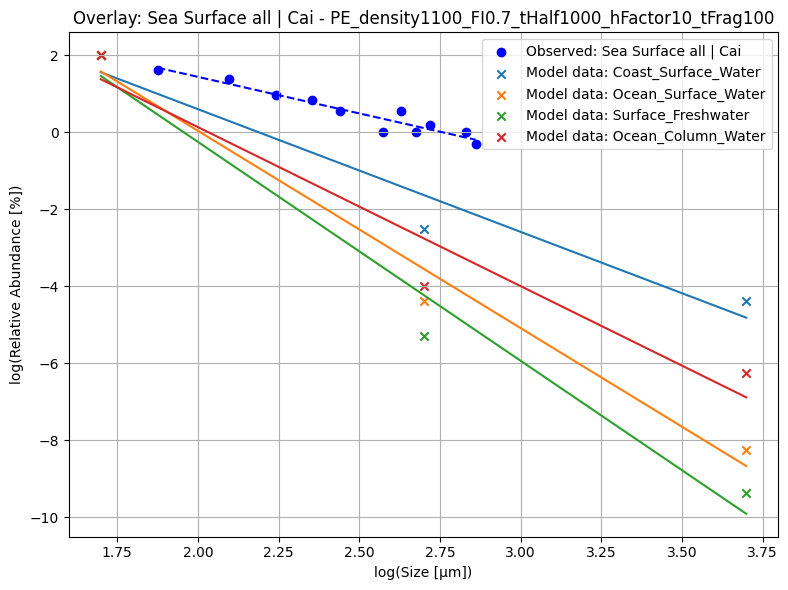 Overlay: Sea Surface all | Cai - PE_density1100_FI0.7_tHalf1000_hFactor10_tFrag100
Observed: Sea Surface all | Cai
Model data: Coast_Surface_Water
Model data: Ocean_Surface_Water
Model data: Surface_Freshwater
Model data: Ocean_Column_Water
log(Relative Abundance [%])
2
0
−2
−4
−6
−8
−10
1.75
2.00
2.25
2.50
2.75
3.00
3.25
3.50
3.75
log(Size [μm])